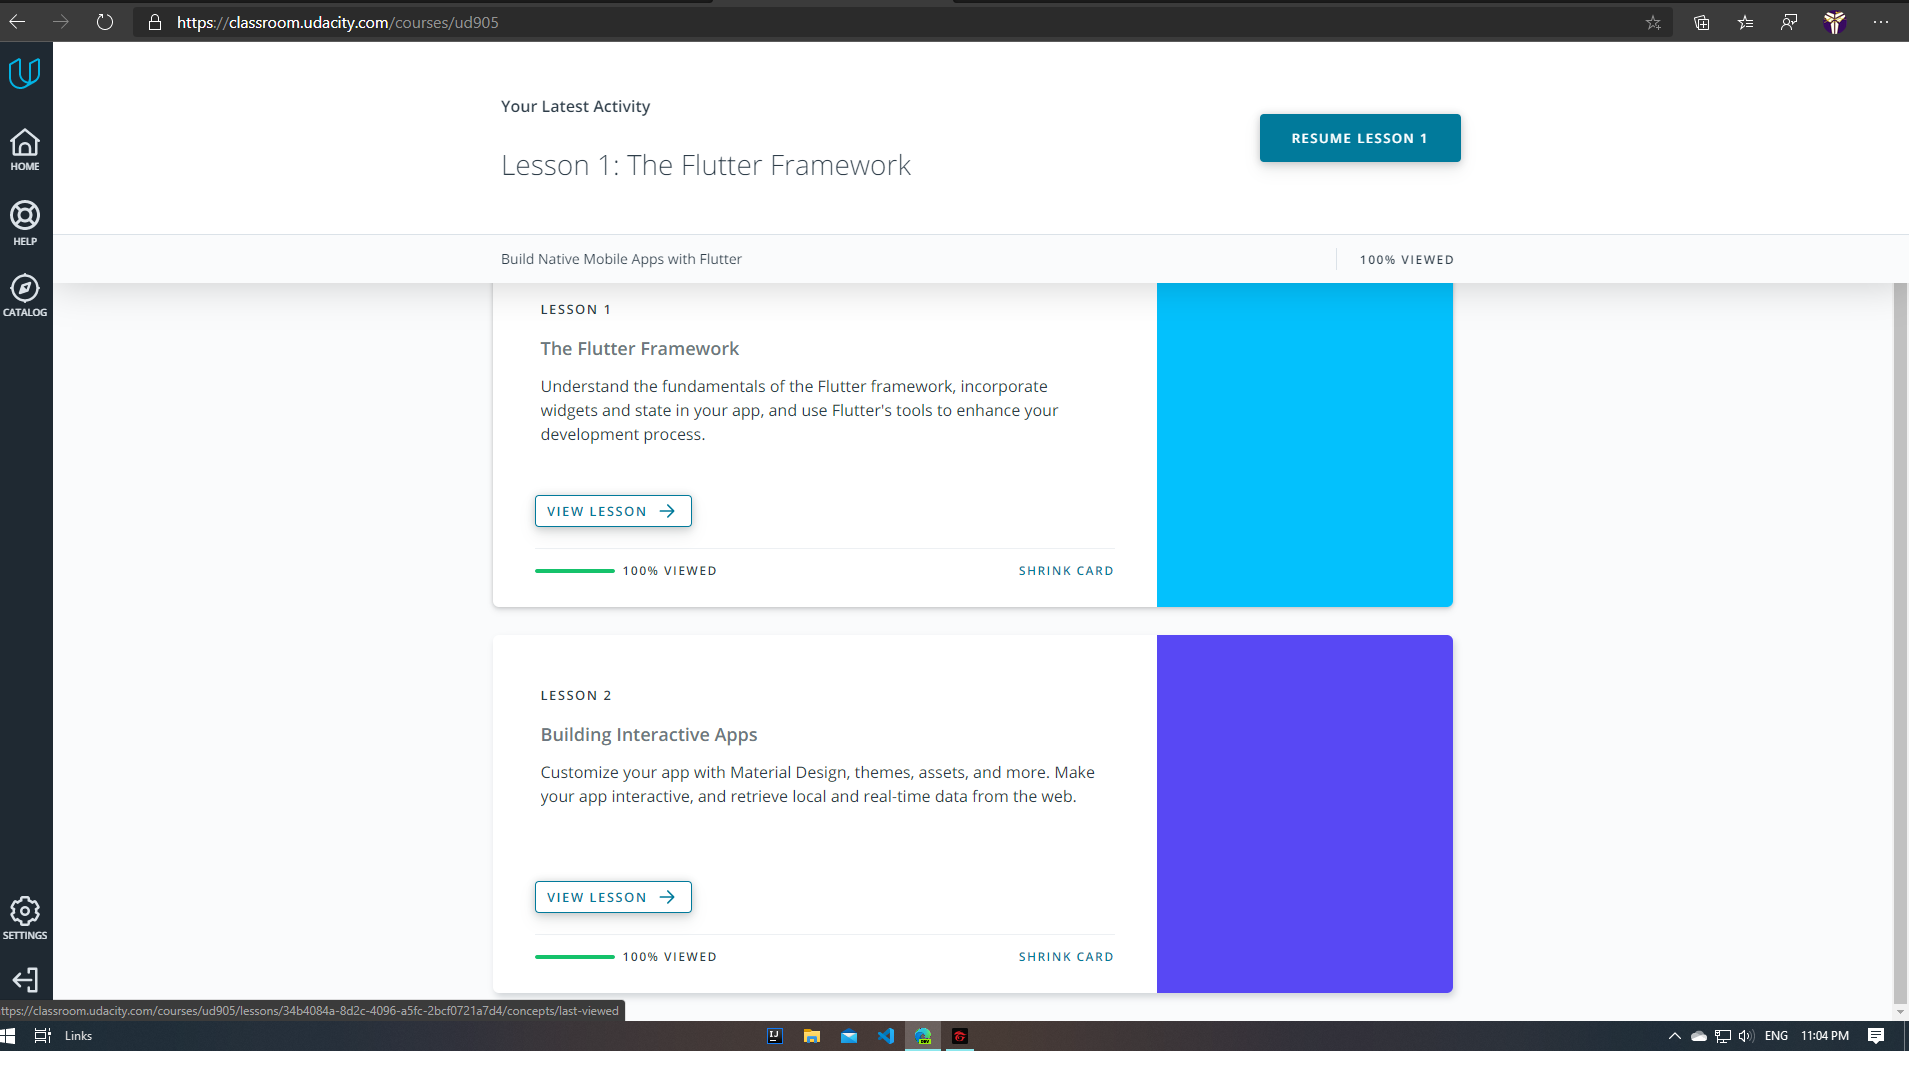 https://classroom.udacity.com/courses/ud905
Your Latest Activity
RESUME LESSON 1
Lesson 1: The Flutter Framework
Build Native Mobile Apps with Flutter
100% VIEWED
HOME
HELP
CATALOG
LESSON 1
The Flutter Framework
Understand the fundamentals of the Flutter framework, incorporate
widgets and state in your app, and use Flutter's tools to enhance your
development process.
VIEW LESSON
100% VIEWED
SHRINK CARD
LESSON 2
Building Interactive Apps
Customize your app with Material Design, themes, assets, and more. Make
your app interactive, and retrieve local and real-time data from the web.
VIEW LESSON
100% VIEWED
SHRINK CARD
SETTINGS
ttps://classroom.udacity.com/courses/ud905/lessons/34b4084a-8d2c-4096-a5fc-2bcf0721a7d4/concepts/last-viewed
Links
IJ
DEV
ENG
11:04 PM